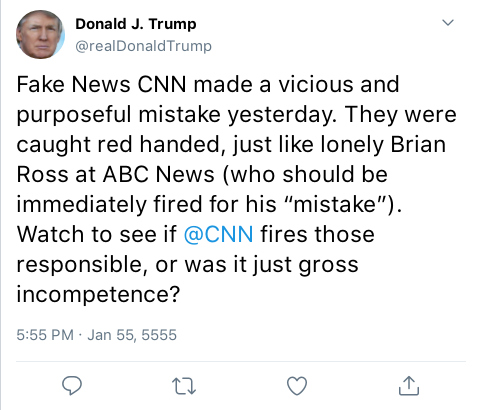 Donald J. Trump
@realDonaldTrump
Fake News CNN made a vicious and
purposeful mistake yesterday. They were
caught red handed, just like lonely Brian
Ross at ABC News (who should be
immediately fired for his “mistake”).
Watch to see if @CNN fires those
responsible, or was it just gross
incompetence?
5:55 PM · Jan 55, 5555